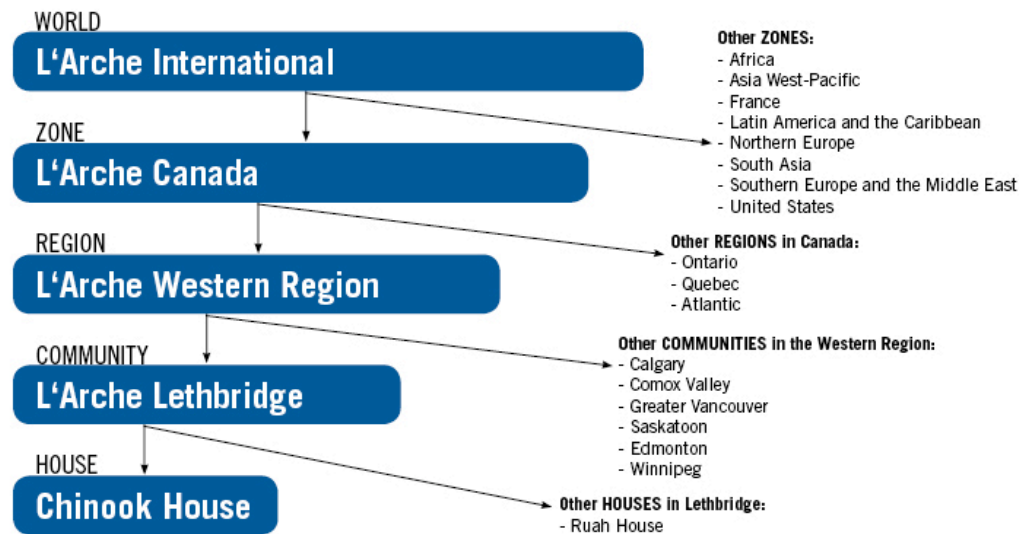 WORLD
L‘Arche International
Other ZONES:
- Africa
- Asia West-Pacific
- France
- Latin America and the Caribbean
- Northern Europe
- South Asia
- Southern Europe and the Middle East
- United States
ZONE
L‘Arche Canada
Other REGIONS in Canada:
- Ontario
- Quebec
- Atlantic
REGION
L‘Arche Western Region
Other COMMUNITIES in the Western Region:
- Calgary
- Comox Valley
- Greater Vancouver
- Saskatoon
- Edmonton
- Winnipeg
COMMUNITY
L‘Arche Lethbridge
Other HOUSES in Lethbridge:
- Ruah House
HOUSE
Chinook House